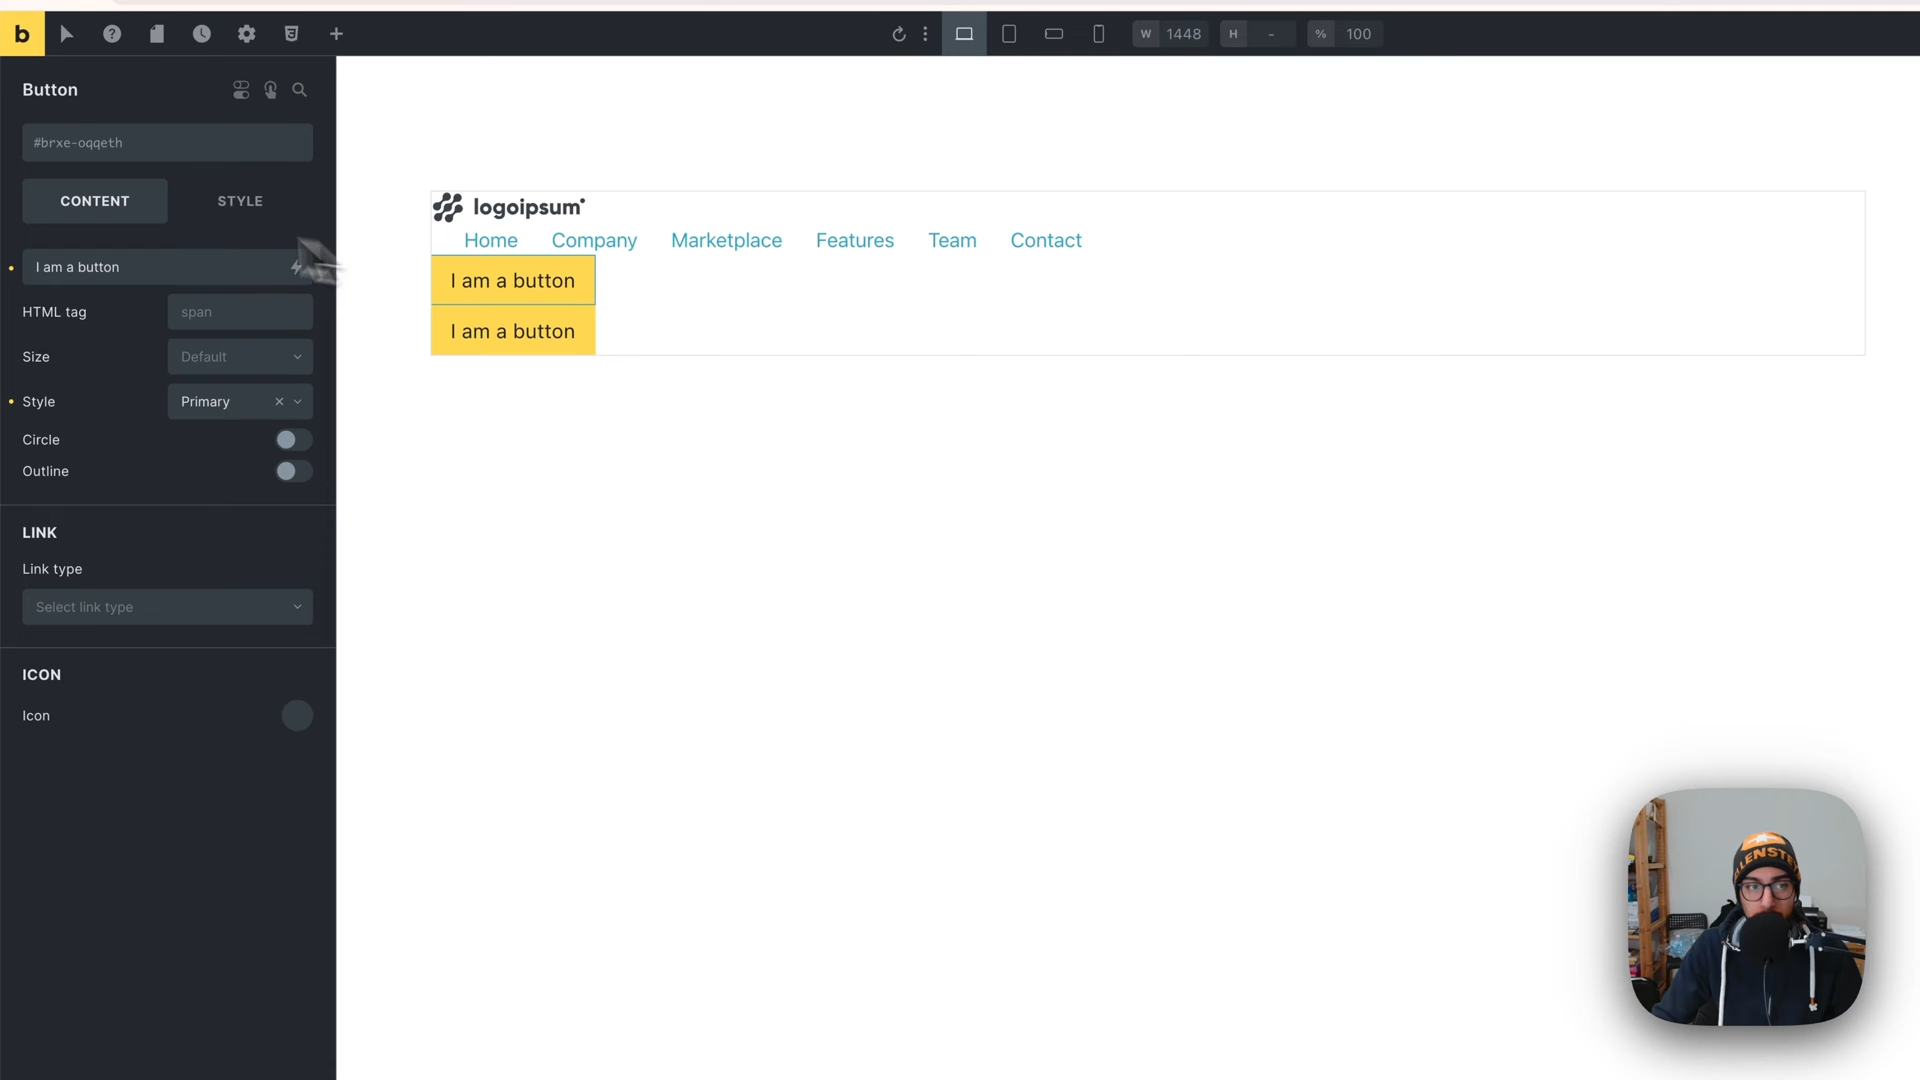 b
W 1448 H - % 100
Button
#brxe-oqqeth
CONTENT STYLE
I am a button
HTML tag span
Size Default
Style Primary
Circle
Outline
LINK
Link type
Select link type
ICON
Icon
logoipsum
Home Company Marketplace Features Team Contact
I am a button
I am a button